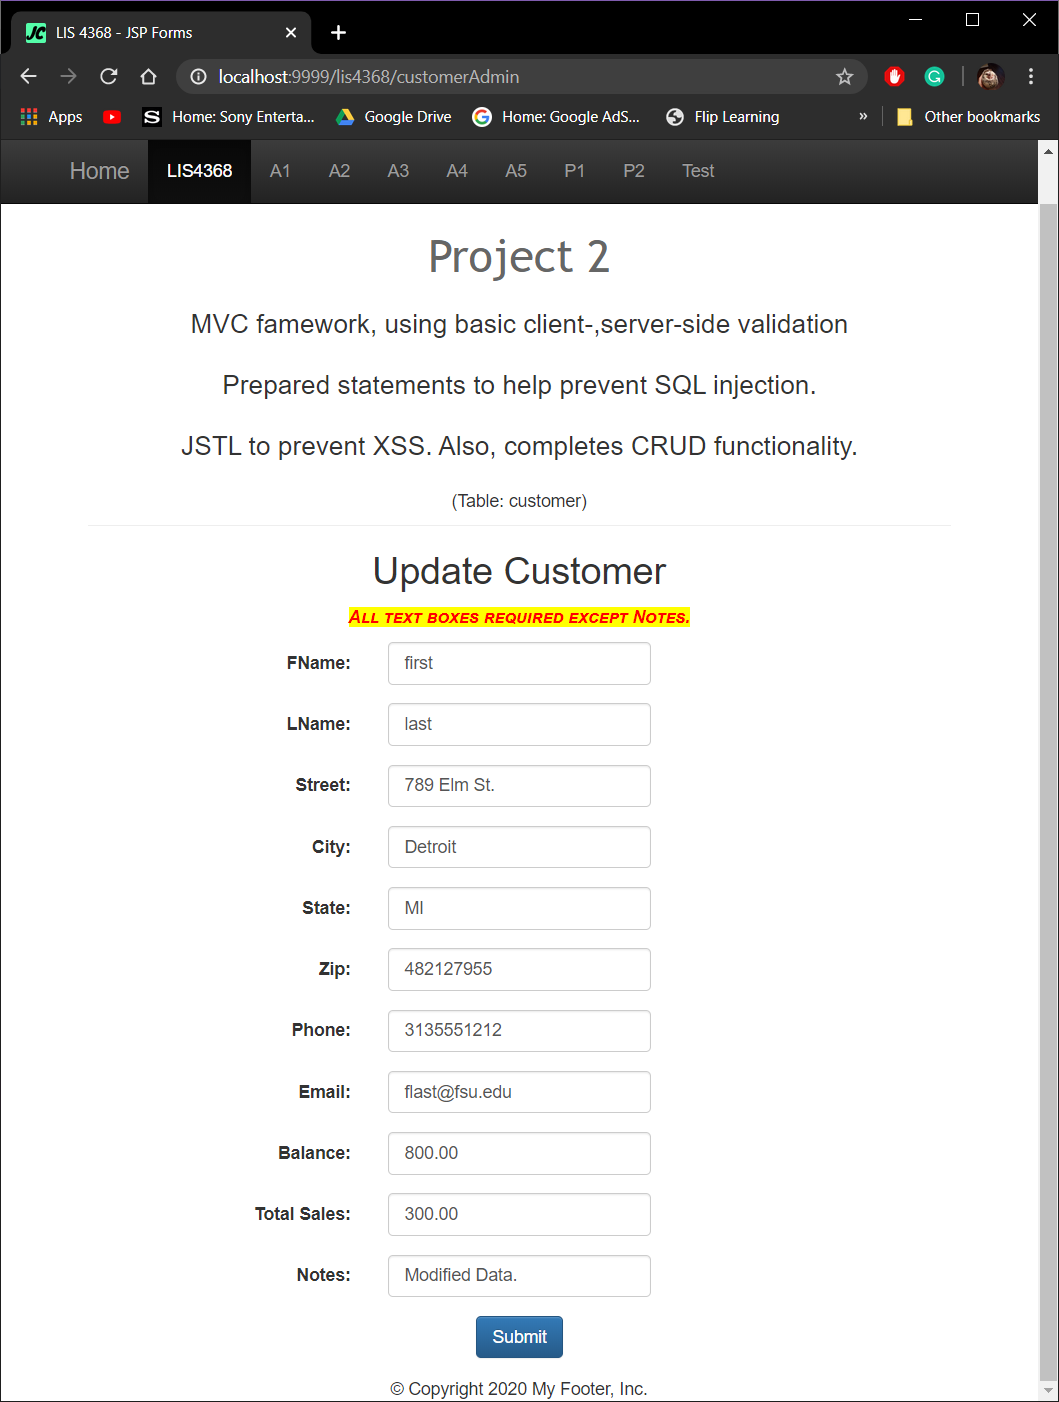 JC LIS 4368 - JSP Forms
localhost:9999/lis4368/customerAdmin
Apps S Home: Sony Enterta... Google Drive G Home: Google AdS... Flip Learning » Other bookmarks
Home LIS4368 A1 A2 A3 A4 A5 P1 P2 Test
Project 2
MVC famework, using basic client-,server-side validation
Prepared statements to help prevent SQL injection.
JSTL to prevent XSS. Also, completes CRUD functionality.
(Table: customer)
Update Customer
All text boxes required except Notes.
FName: first
LName: last
Street: 789 Elm St.
City: Detroit
State: MI
Zip: 482127955
Phone: 3135551212
Email: flast@fsu.edu
Balance: 800.00
Total Sales: 300.00
Notes: Modified Data.
Submit
© Copyright 2020 My Footer, Inc.